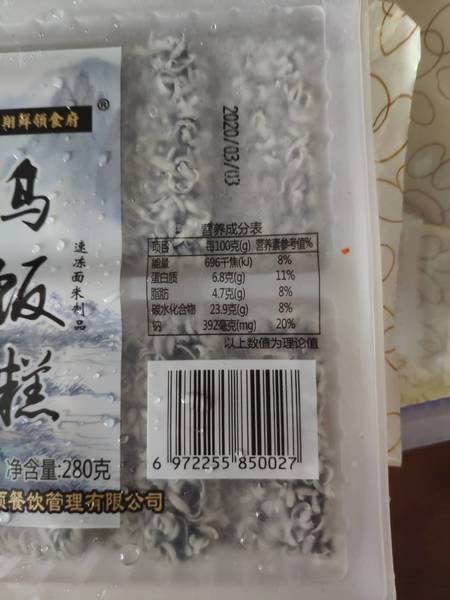 翔鲜领食府®
乌饭糕
速冻面米制品
净含量:280克
餐饮管理有限公司
2020/03/03
营养成分表
项目 每100克(g) 营养素参考值%
能量 696千焦(kJ) 8%
蛋白质 6.8克(g) 11%
脂肪 4.7克(g) 8%
碳水化合物 23.9克(g) 8%
钠 392毫克(mg) 20%
以上数值为理论值
6 972255 850027